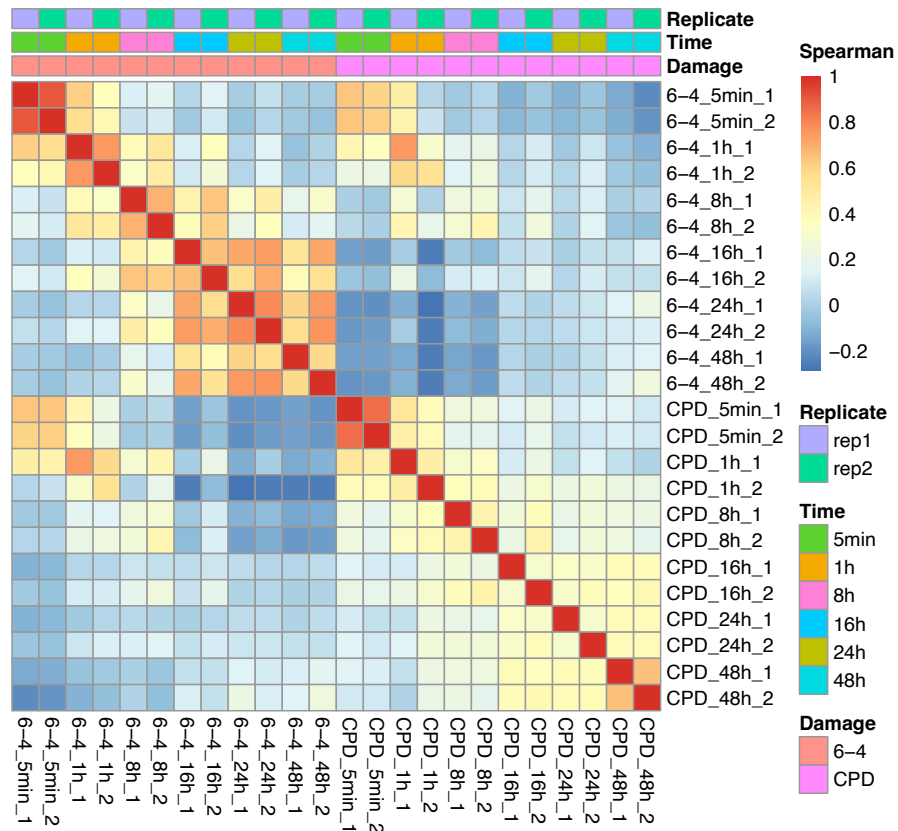 Replicate
Time
Damage
6-4_5min_1
6-4_5min_2
6-4_1h_1
6-4_1h_2
6-4_8h_1
6-4_8h_2
6-4_16h_1
6-4_16h_2
6-4_24h_1
6-4_24h_2
6-4_48h_1
6-4_48h_2
CPD_5min_1
CPD_5min_2
CPD_1h_1
CPD_1h_2
CPD_8h_1
CPD_8h_2
CPD_16h_1
CPD_16h_2
CPD_24h_1
CPD_24h_2
CPD_48h_1
CPD_48h_2
6-4_5min_1
6-4_5min_2
6-4_1h_1
6-4_1h_2
6-4_8h_1
6-4_8h_2
6-4_16h_1
6-4_16h_2
6-4_24h_1
6-4_24h_2
6-4_48h_1
6-4_48h_2
CPD_5min_1
CPD_5min_2
CPD_1h_1
CPD_1h_2
CPD_8h_1
CPD_8h_2
CPD_16h_1
CPD_16h_2
CPD_24h_1
CPD_24h_2
CPD_48h_1
CPD_48h_2
Spearman
1
0.8
0.6
0.4
0.2
0
-0.2
Replicate
rep1
rep2
Time
5min
1h
8h
16h
24h
48h
Damage
6-4
CPD